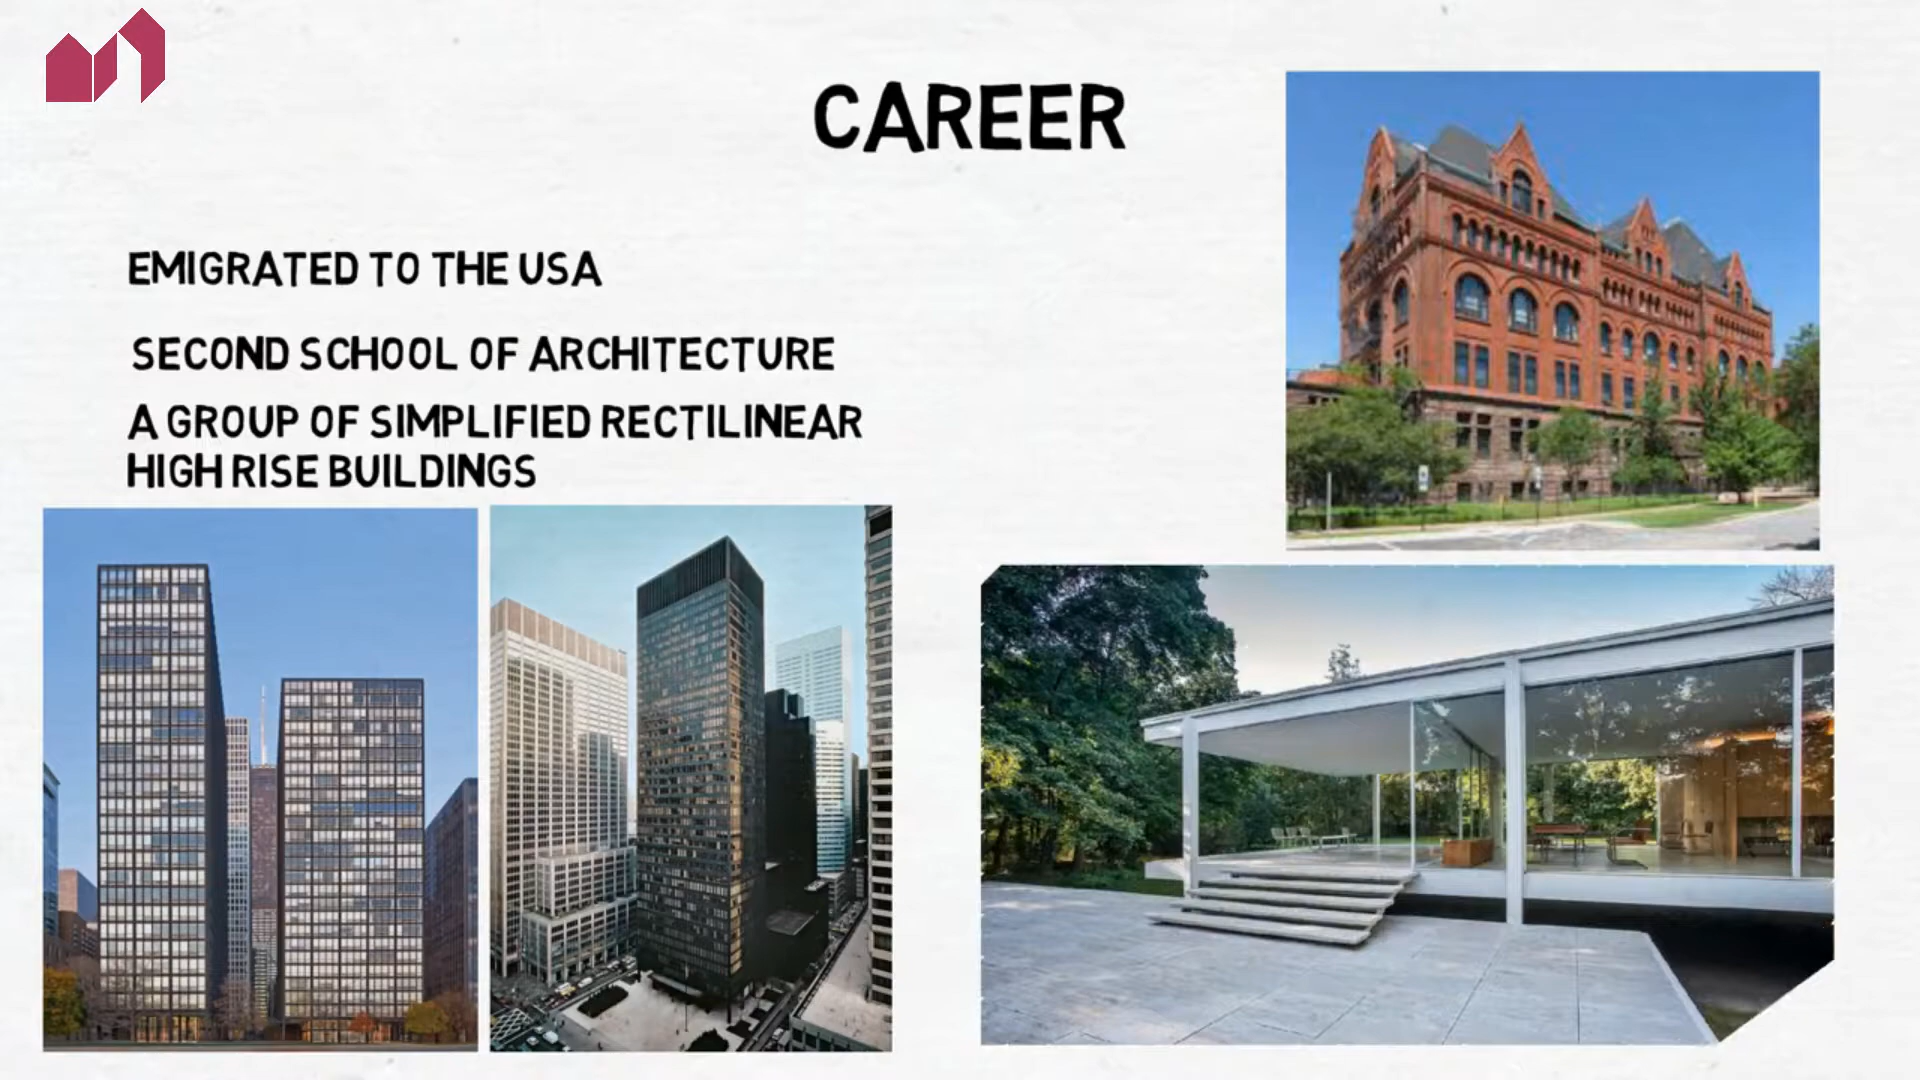 CAREER
EMIGRATED TO THE USA
SECOND SCHOOL OF ARCHITECTURE
A GROUP OF SIMPLIFIED RECTILINEAR
HIGH RISE BUILDINGS